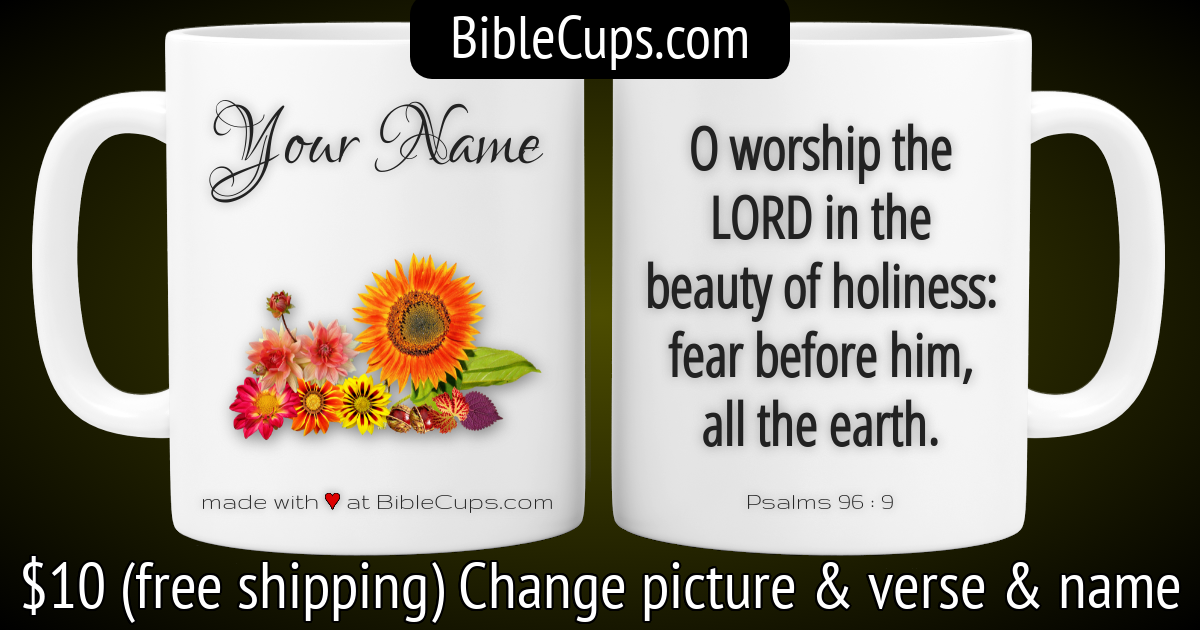 BibleCups.com
Your Name
made with ♥ at BibleCups.com
O worship the
LORD in the
beauty of holiness:
fear before him,
all the earth.
Psalms 96 : 9
$10 (free shipping) Change picture & verse & name